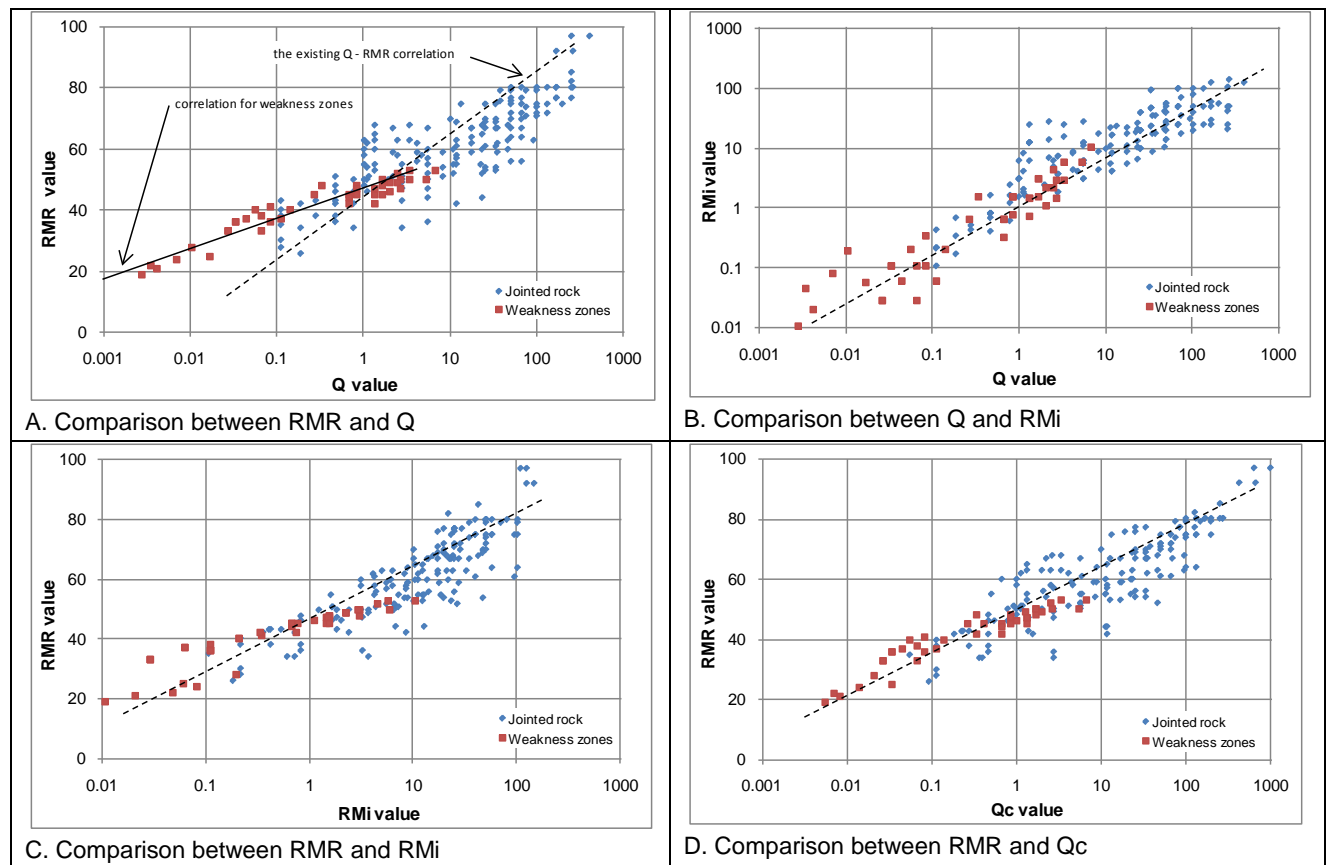 100
80
60
40
20
0
RMR value
the existing Q - RMR correlation
correlation for weakness zones
Jointed rock
Weakness zones
0.001 0.01 0.1 1 10 100 1000
Q value
A. Comparison between RMR and Q
1000
100
10
1
0.1
0.01
RMi value
Jointed rock
Weakness zones
0.001 0.01 0.1 1 10 100 1000
Q value
B. Comparison between Q and RMi
100
80
60
40
20
0
RMR value
Jointed rock
Weakness zones
0.01 0.1 1 10 100 1000
RMi value
C. Comparison between RMR and RMi
100
80
60
40
20
0
RMR value
Jointed rock
Weakness zones
0.001 0.01 0.1 1 10 100 1000
Qc value
D. Comparison between RMR and Qc